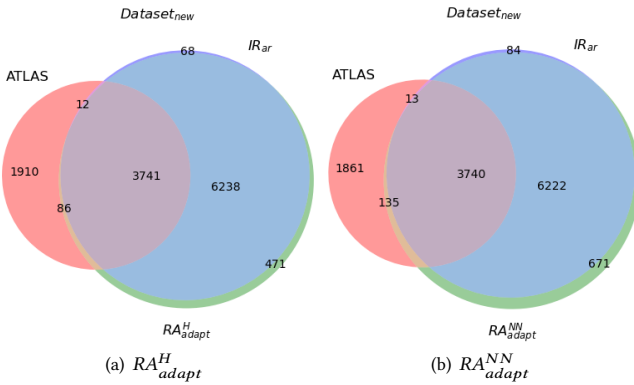 Dataset_new
IR_ar
ATLAS
68
12
1910
3741
6238
86
471
RA^H_adapt
(a) RA^H_adapt
Dataset_new
IR_ar
ATLAS
84
13
1861
3740
6222
135
671
RA^NN_adapt
(b) RA^NN_adapt